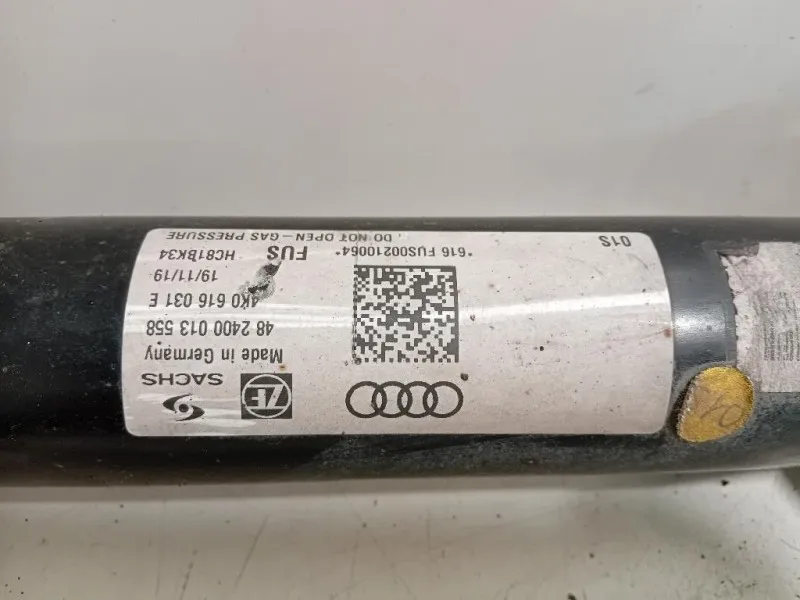 ZF
SACHS
Made in Germany
48 2400 013 558
4K0 616 031 E
19/11/19
FUS
HC81BK34
*616 FUS00210064*
DO NOT OPEN - GAS PRESSURE
01S